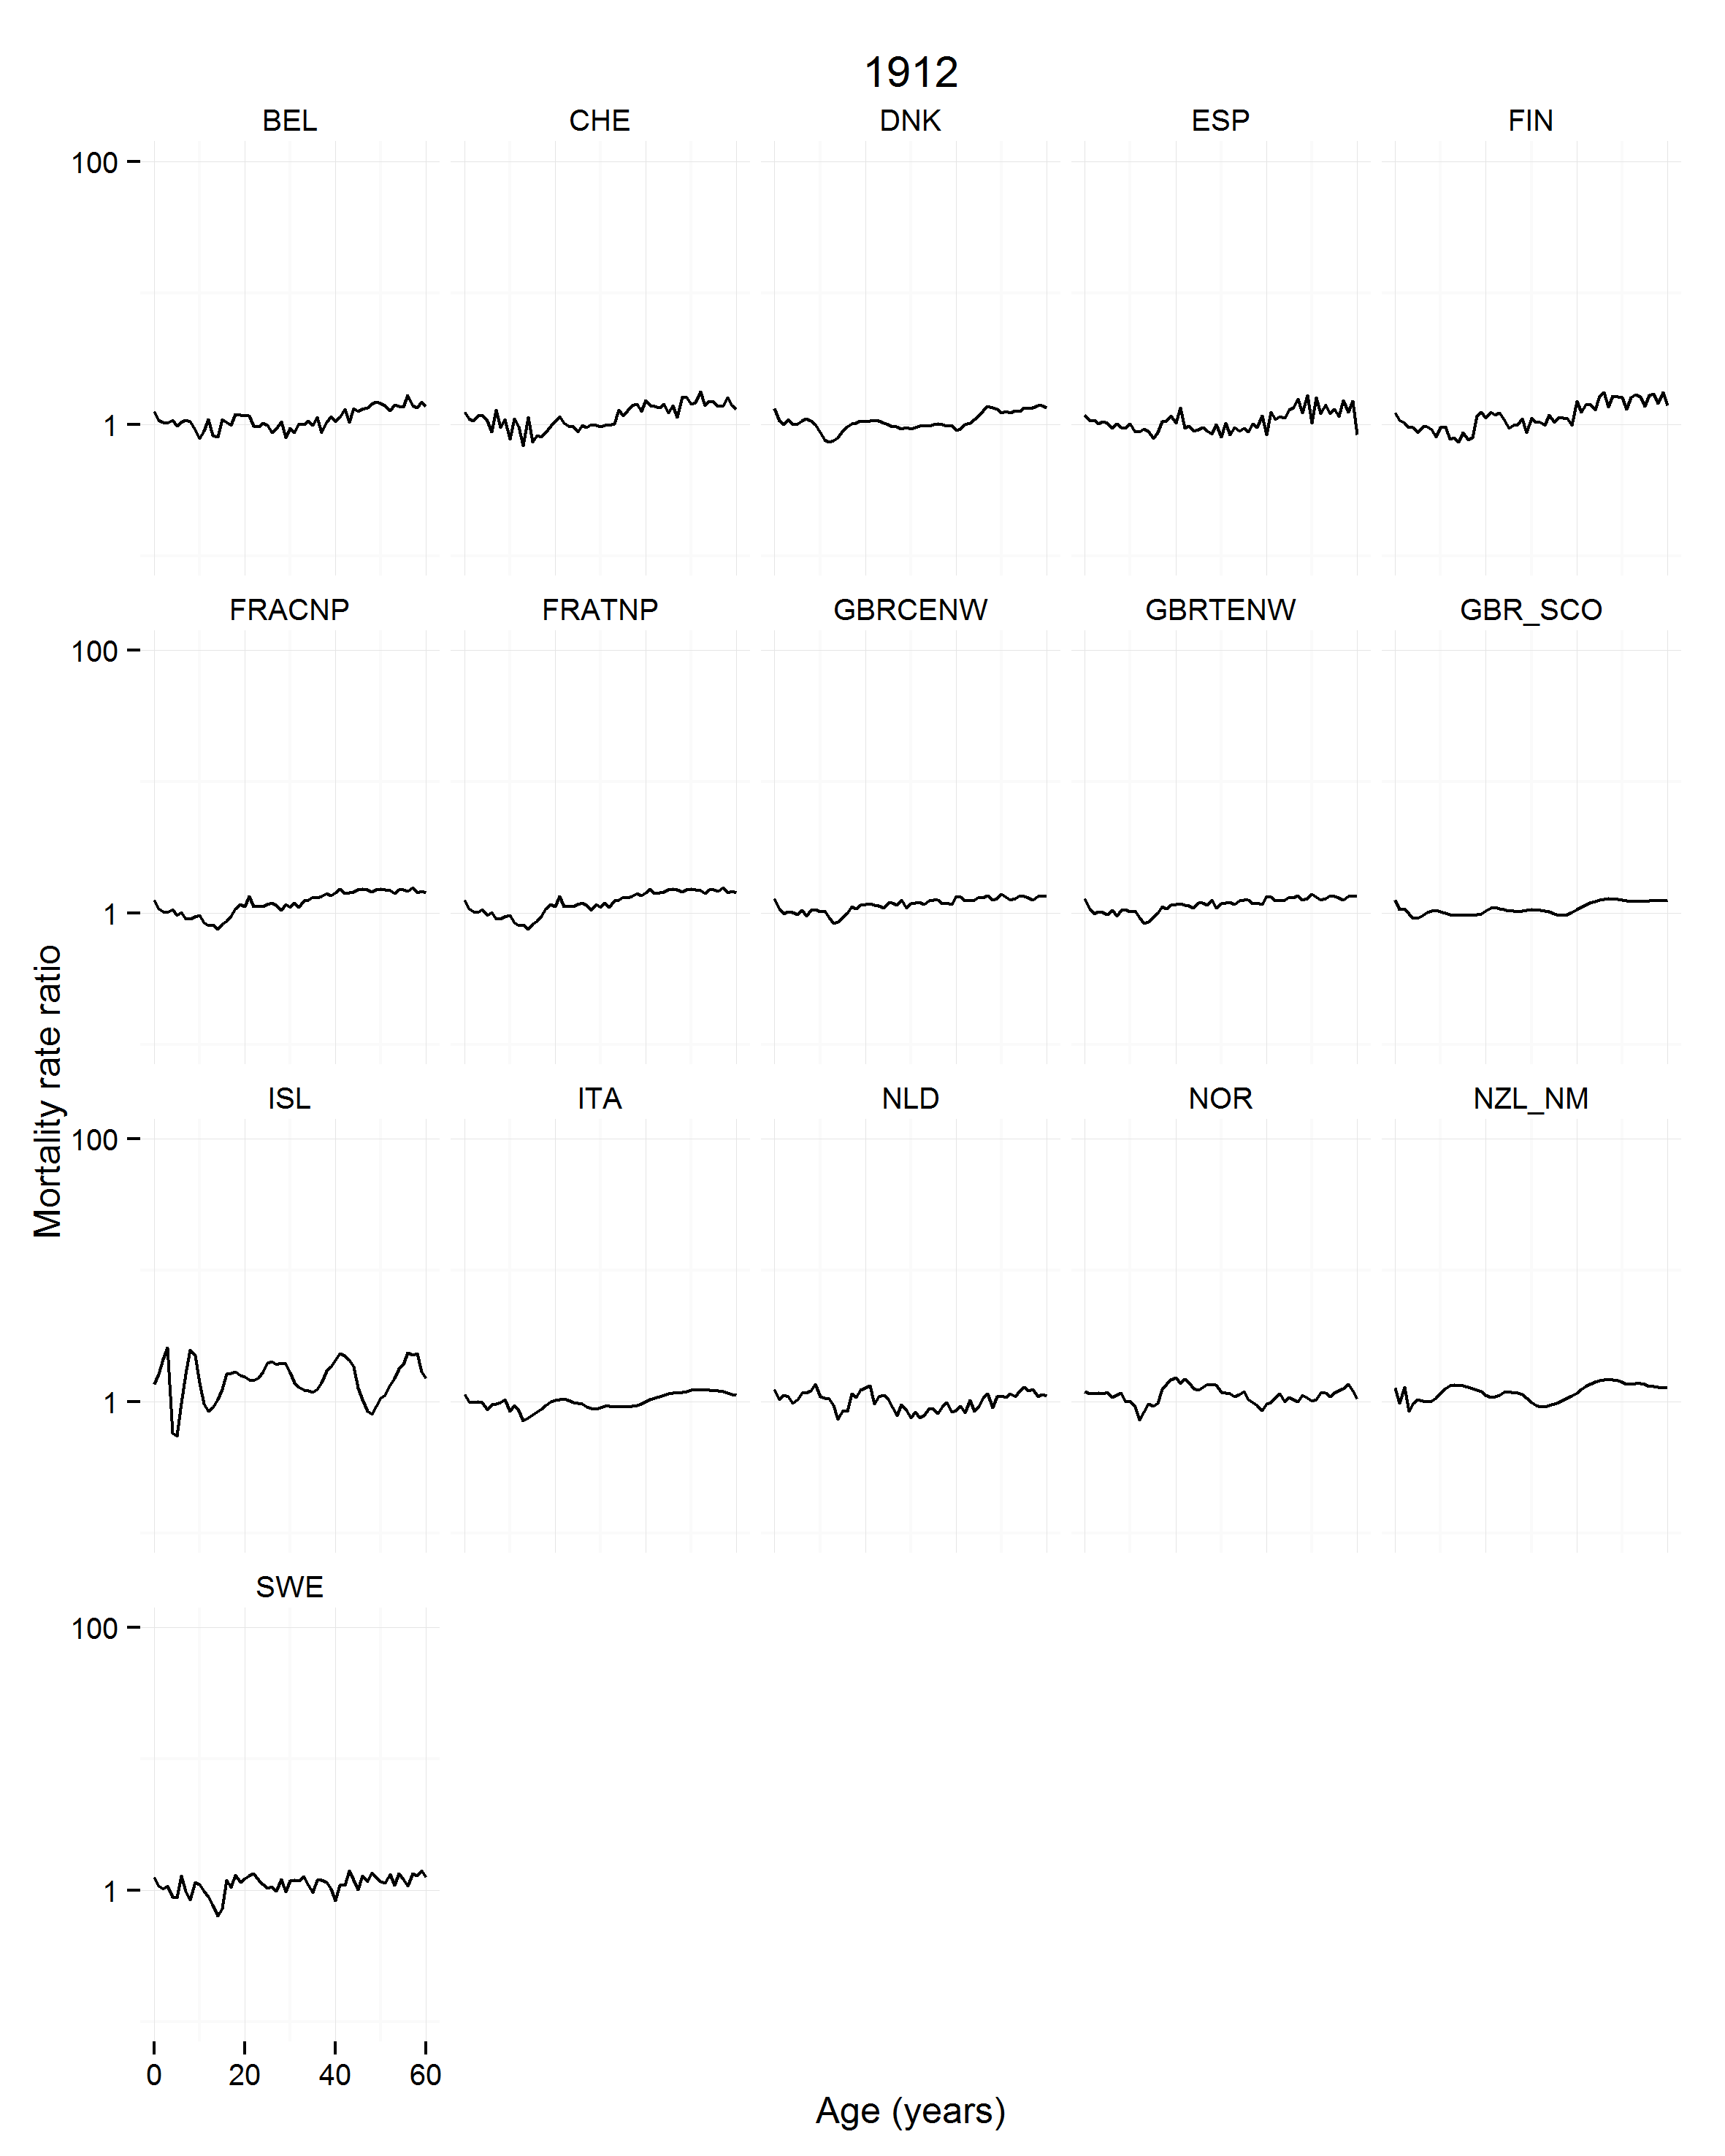 1912
BEL CHE DNK ESP FIN
100
1
FRACNP FRATNP GBRCENW GBRTENW GBR_SCO
100
1
Mortality rate ratio
ISL ITA NLD NOR NZL_NM
100
1
SWE
100
1
0 20 40 60
Age (years)